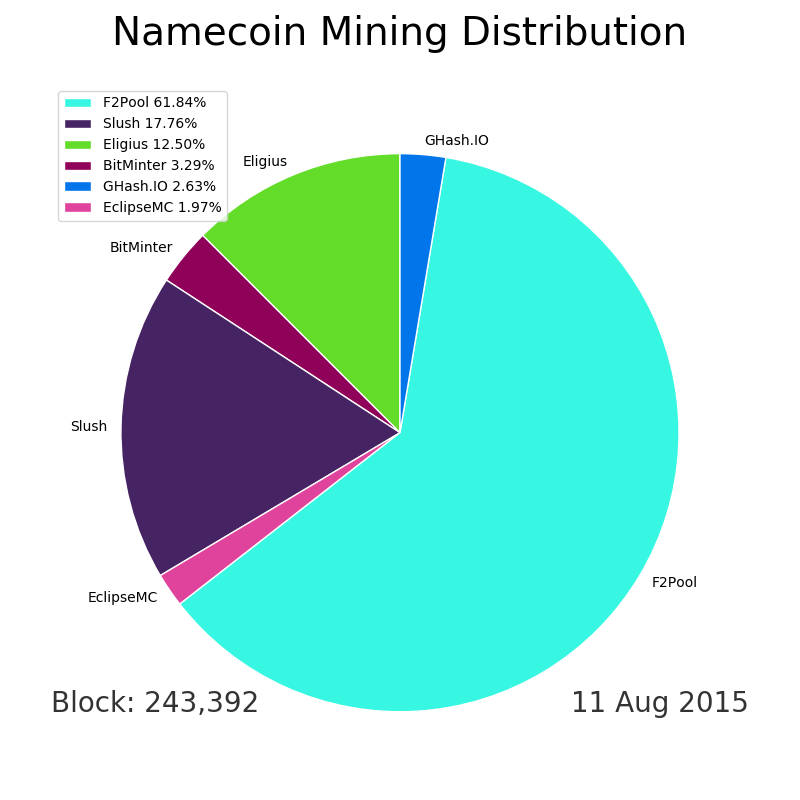 Namecoin Mining Distribution
F2Pool 61.84%
Slush 17.76%
Eligius 12.50%
BitMinter 3.29%
GHash.IO 2.63%
EclipseMC 1.97%
GHash.IO
Eligius
BitMinter
Slush
F2Pool
EclipseMC
Block: 243,392
11 Aug 2015